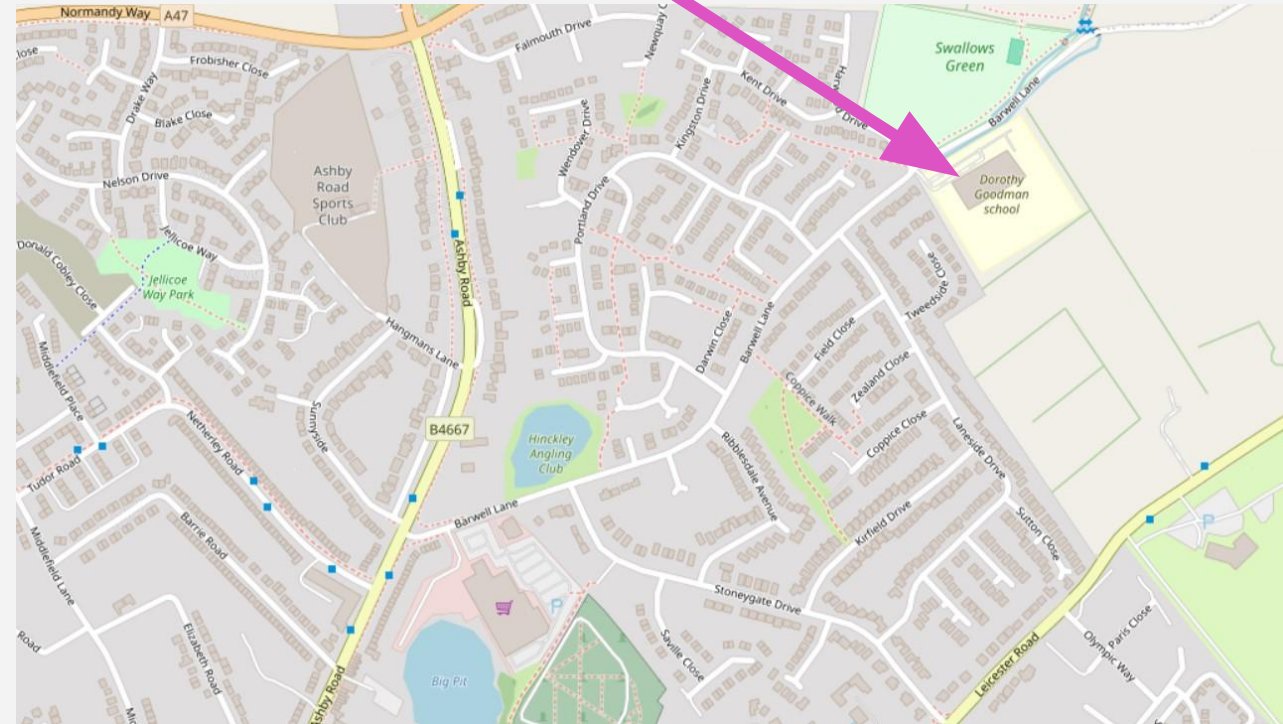 Normandy Way
A47
Close
Frobisher Close
Drake Way
Blake Close
Nelson Drive
Jellicoe Way
Jellicoe
Way Park
Donald Cobley Close
Ashby
Road
Sports
Club
Falmouth Drive
Newquay C
Kent Drive
Kingston Drive
Wendover Drive
Portland Drive
Swallows
Green
Barwell Lane
Dorothy
Goodman
school
Ashby Road
Hangmans Lane
Sunnyside
B4667
Middlefield Place
Netherley Road
Tudor Road
Barrie Road
Middlefield Lane
Road
Elizabeth Road
Hinckley
Angling
Club
Barwell Lane
Darwin Close
Barwell Lane
Tweedside Close
Field Close
Zealand Close
Coppice Walk
Coppice Close
Laneside Drive
Ribblesdale Avenue
Kirfield Drive
Sutton Close
Stoneygate Drive
Saville Close
Big Pit
P
P
Leicester Road
Olympic Way
Paris Close
Ashby Road